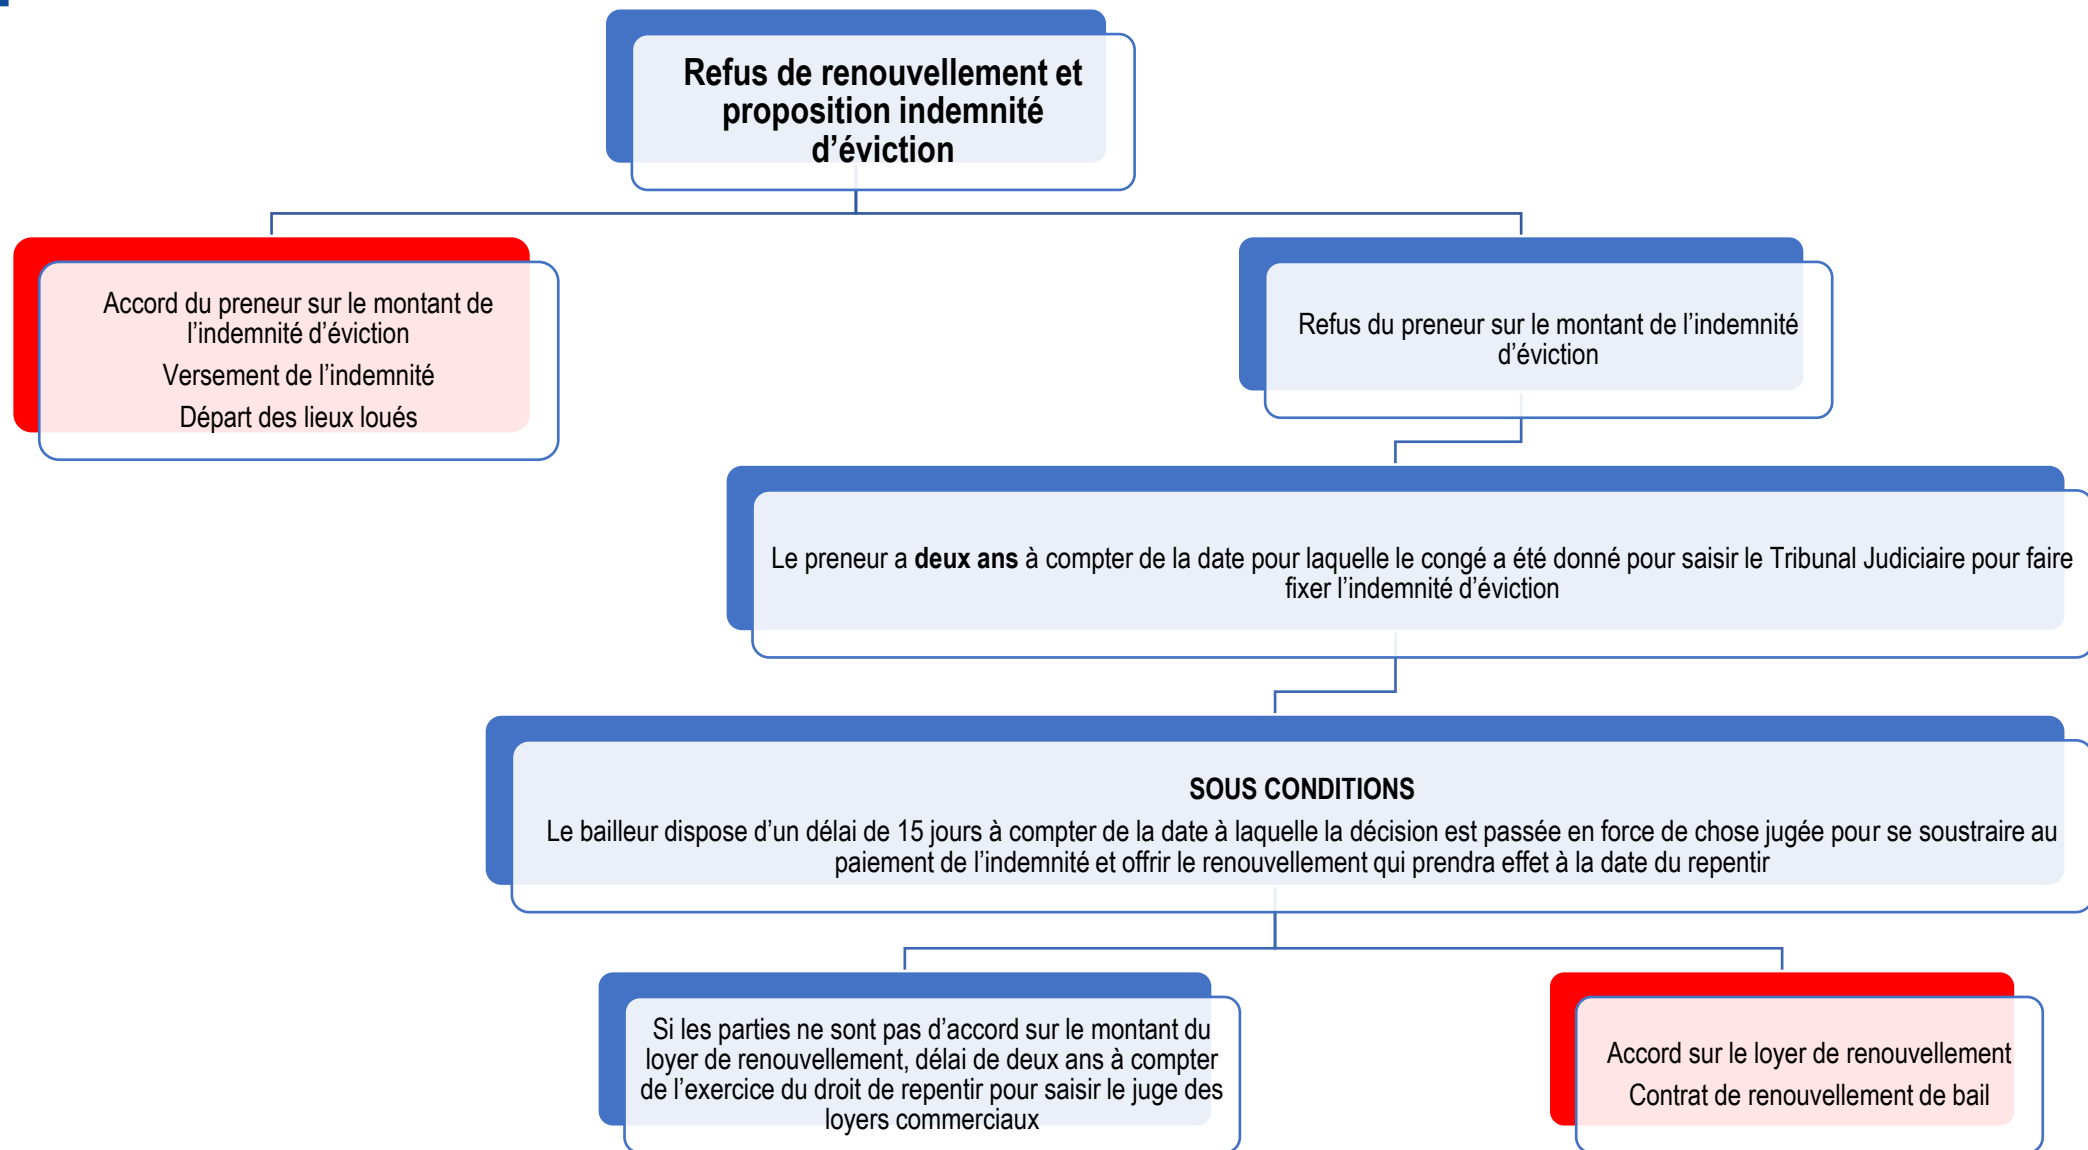 Refus de renouvellement et
proposition indemnité
d’éviction
Accord du preneur sur le montant de
l’indemnité d’éviction
Versement de l’indemnité
Départ des lieux loués
Refus du preneur sur le montant de l’indemnité
d’éviction
Le preneur a deux ans à compter de la date pour laquelle le congé a été donné pour saisir le Tribunal Judiciaire pour faire
fixer l’indemnité d’éviction
SOUS CONDITIONS
Le bailleur dispose d’un délai de 15 jours à compter de la date à laquelle la décision est passée en force de chose jugée pour se soustraire au
paiement de l’indemnité et offrir le renouvellement qui prendra effet à la date du repentir
Si les parties ne sont pas d’accord sur le montant du
loyer de renouvellement, délai de deux ans à compter
de l’exercice du droit de repentir pour saisir le juge des
loyers commerciaux
Accord sur le loyer de renouvellement
Contrat de renouvellement de bail